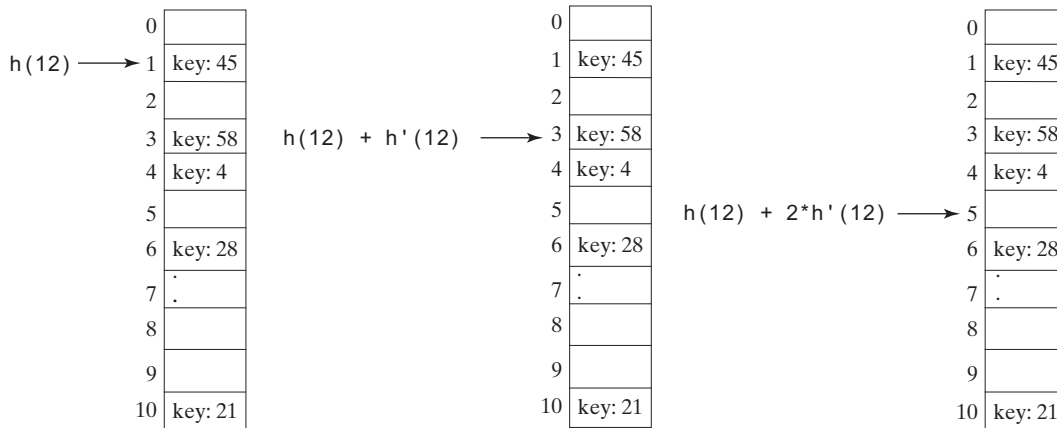 h(12)
0
1 key: 45
2
3 key: 58
4 key: 4
5
6 key: 28
7 :
8
9
10 key: 21
h(12) + h'(12)
0
1 key: 45
2
3 key: 58
4 key: 4
5
6 key: 28
7 :
8
9
10 key: 21
h(12) + 2*h'(12)
0
1 key: 45
2
3 key: 58
4 key: 4
5
6 key: 28
7 :
8
9
10 key: 21